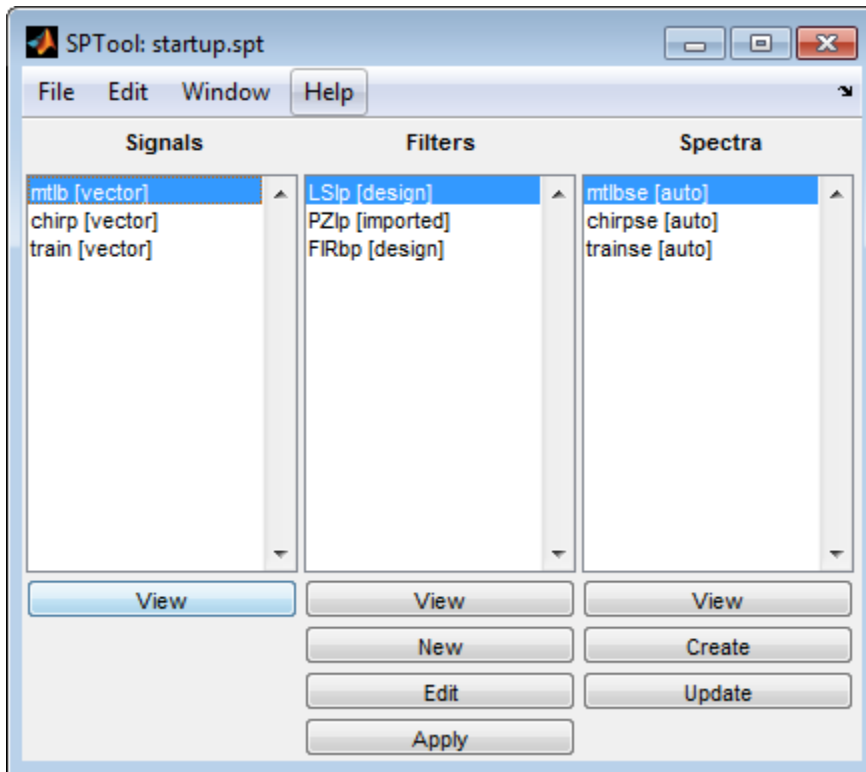 SPTool: startup.spt
File Edit Window Help
Signals
mtlb [vector]
chirp [vector]
train [vector]
View
Filters
LSlp [design]
PZlp [imported]
FIRbp [design]
View
New
Edit
Apply
Spectra
mtlbse [auto]
chirpse [auto]
trainse [auto]
View
Create
Update